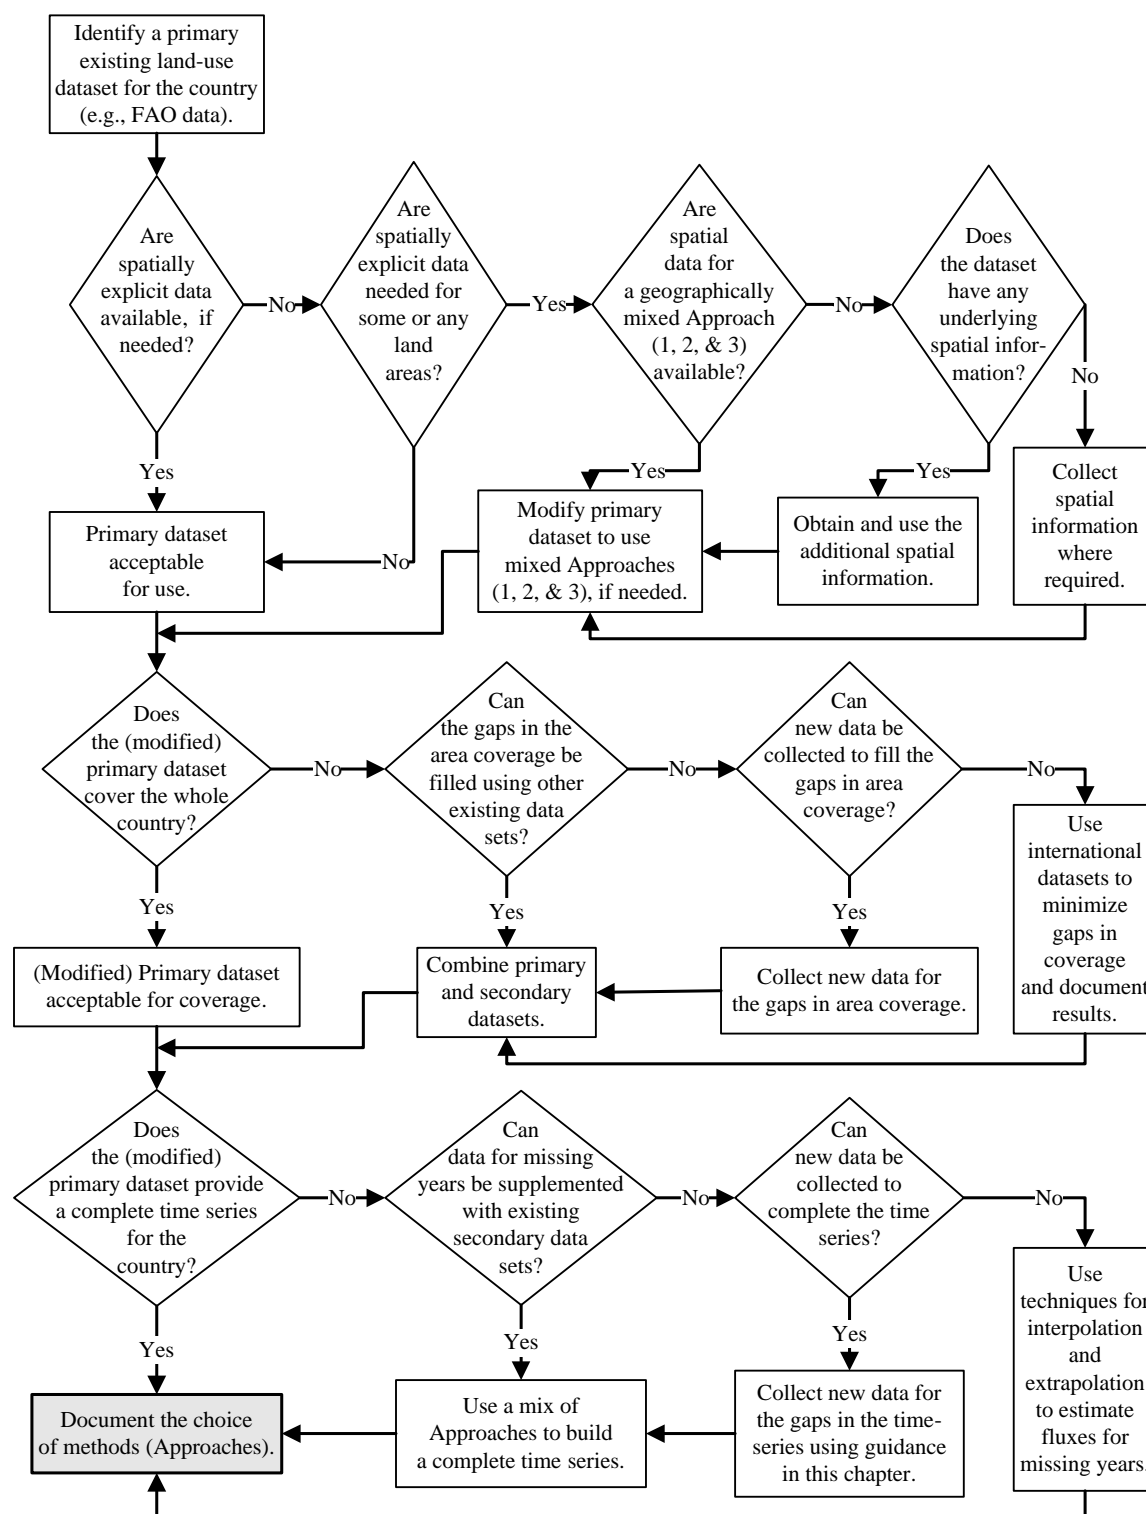 Identify a primary
existing land-use
dataset for the country
(e.g., FAO data).
Are
spatially
explicit data
available, if
needed?
No
Yes
Are
spatially
explicit data
needed for
some or any
land
areas?
Yes
No
Are
spatial
data for
a geographically
mixed Approach
(1, 2, & 3)
available?
No
Yes
Does
the dataset
have any
underlying
spatial infor-
mation?
No
Yes
Primary dataset
acceptable
for use.
Modify primary
dataset to use
mixed Approaches
(1, 2, & 3), if needed.
Obtain and use the
additional spatial
information.
Collect
spatial
information
where
required.
Does
the (modified)
primary dataset
cover the whole
country?
No
Yes
Can
the gaps in the
area coverage be
filled using other
existing data
sets?
No
Yes
Can
new data be
collected to fill the
gaps in area
coverage?
No
Yes
(Modified) Primary dataset
acceptable for coverage.
Combine primary
and secondary
datasets.
Collect new data for
the gaps in area coverage.
Use
international
datasets to
minimize
gaps in
coverage
and document
results.
Does
the (modified)
primary dataset provide
a complete time series
for the
country?
No
Yes
Can
data for missing
years be supplemented
with existing
secondary data
sets?
No
Yes
Can
new data be
collected to
complete the time
series?
No
Yes
Document the choice
of methods (Approaches).
Use a mix of
Approaches to build
a complete time series.
Collect new data for
the gaps in the time-
series using guidance
in this chapter.
Use
techniques for
interpolation
and
extrapolation
to estimate
fluxes for
missing years.